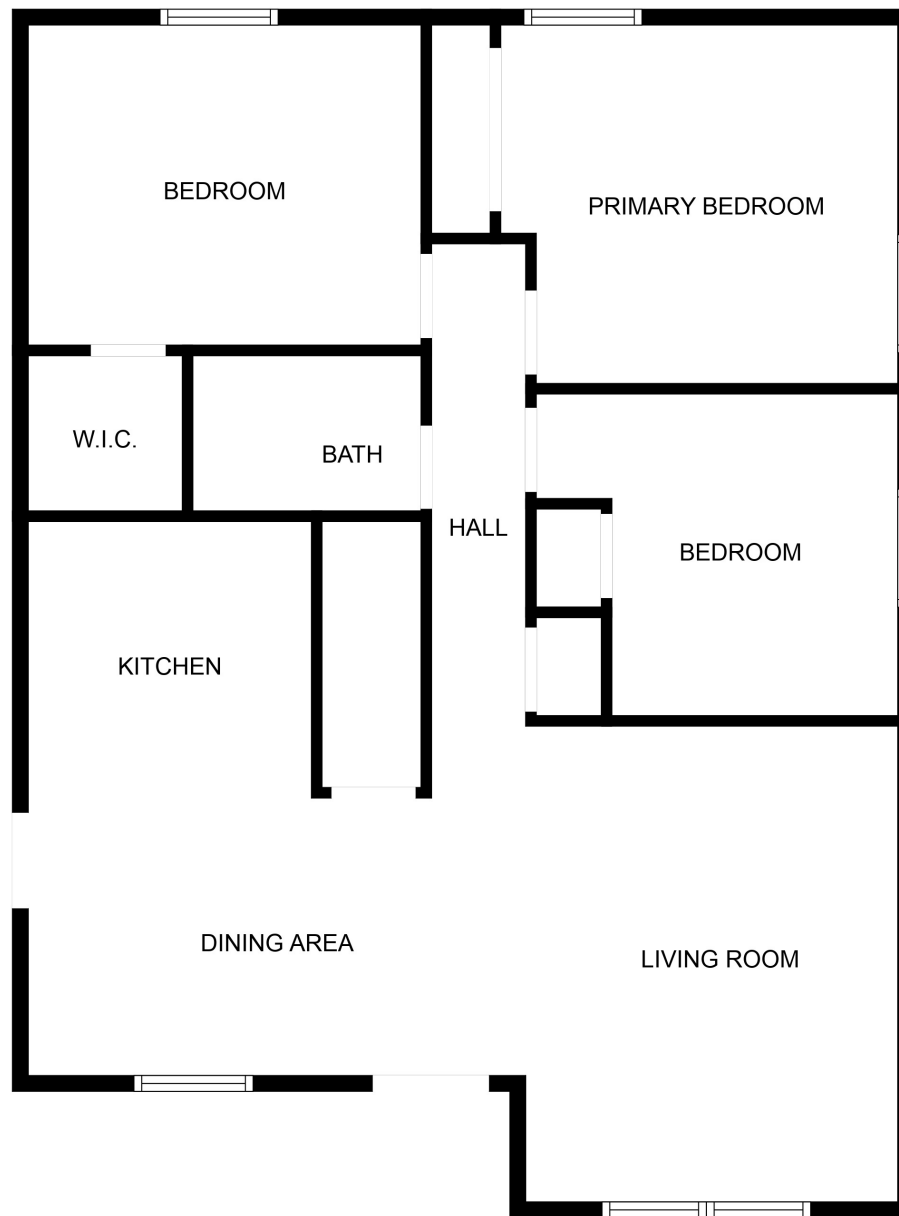 BEDROOM
PRIMARY BEDROOM
W.I.C.
BATH
HALL
BEDROOM
KITCHEN
DINING AREA
LIVING ROOM